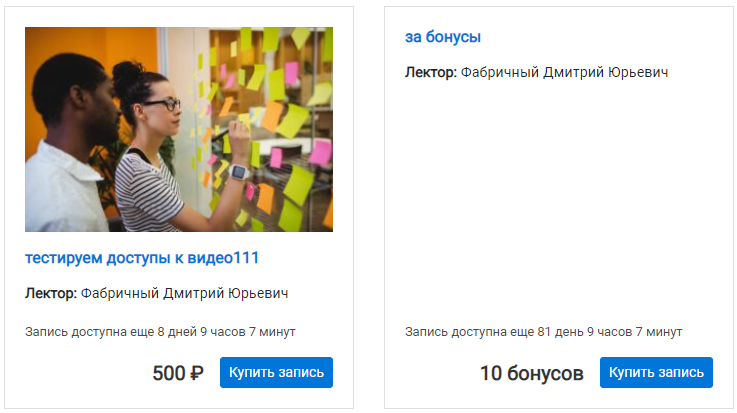 тестируем доступы к видео111
Лектор: Фабричный Дмитрий Юрьевич
Запись доступна еще 8 дней 9 часов 7 минут
500 ₽
Купить запись
за бонусы
Лектор: Фабричный Дмитрий Юрьевич
Запись доступна еще 81 день 9 часов 7 минут
10 бонусов
Купить запись